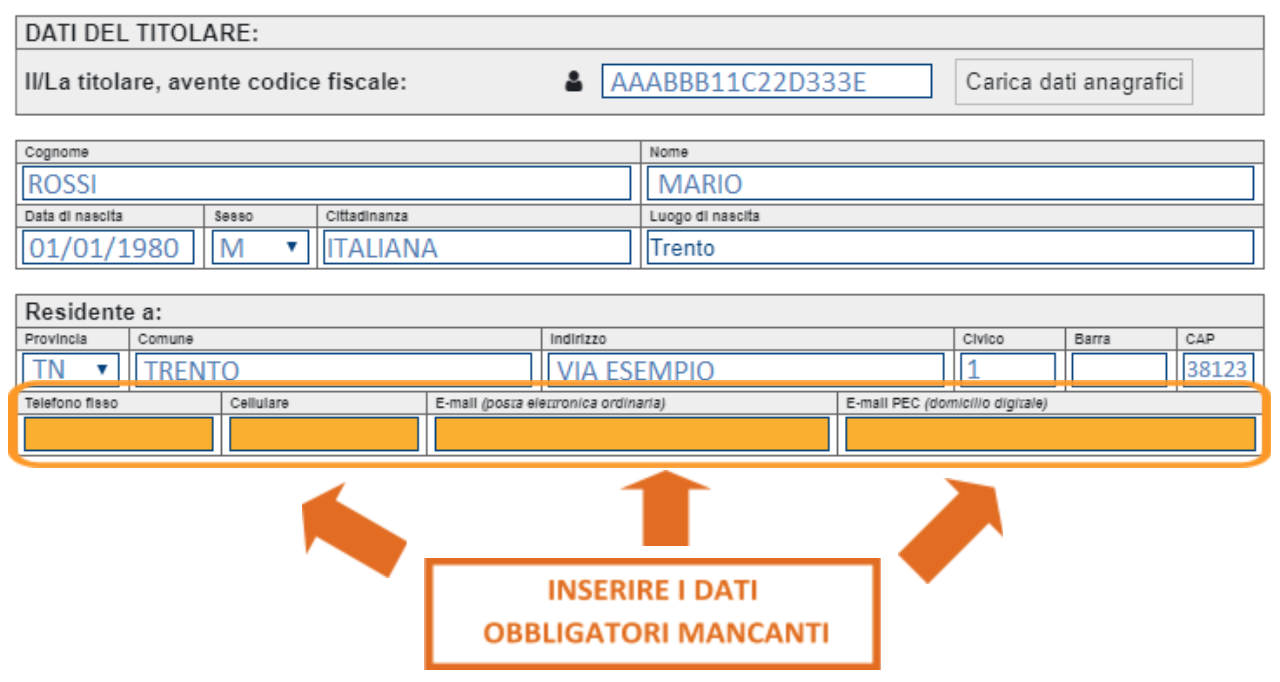 DATI DEL TITOLARE:
Il/La titolare, avente codice fiscale: AAABBB11C22D333E Carica dati anagrafici
Cognome Nome
ROSSI MARIO
Data di nascita Sesso Cittadinanza Luogo di nascita
01/01/1980 M ITALIANA Trento
Residente a:
Provincia Comune Indirizzo Civico Barra CAP
TN TRENTO VIA ESEMPIO 1 38123
Telefono fisso Cellulare E-mail (posta elettronica ordinaria) E-mail PEC (domicilio digitale)
INSERIRE I DATI
OBBLIGATORI MANCANTI